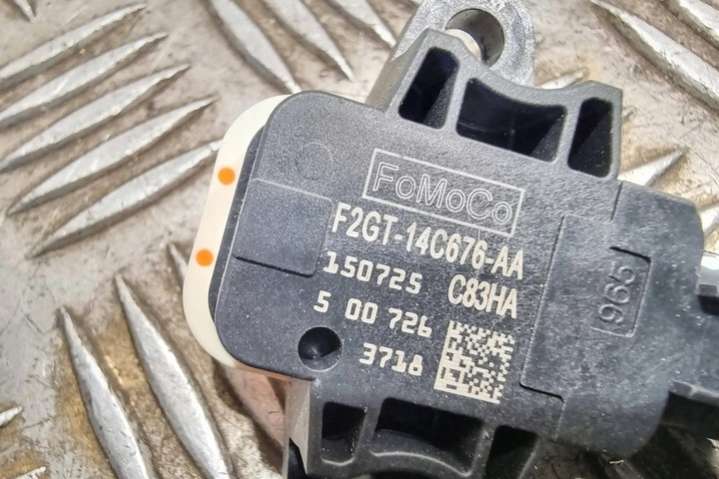 FoMoCo
F2GT-14C676-AA
150725 C83HA
5 00 726
3718
965